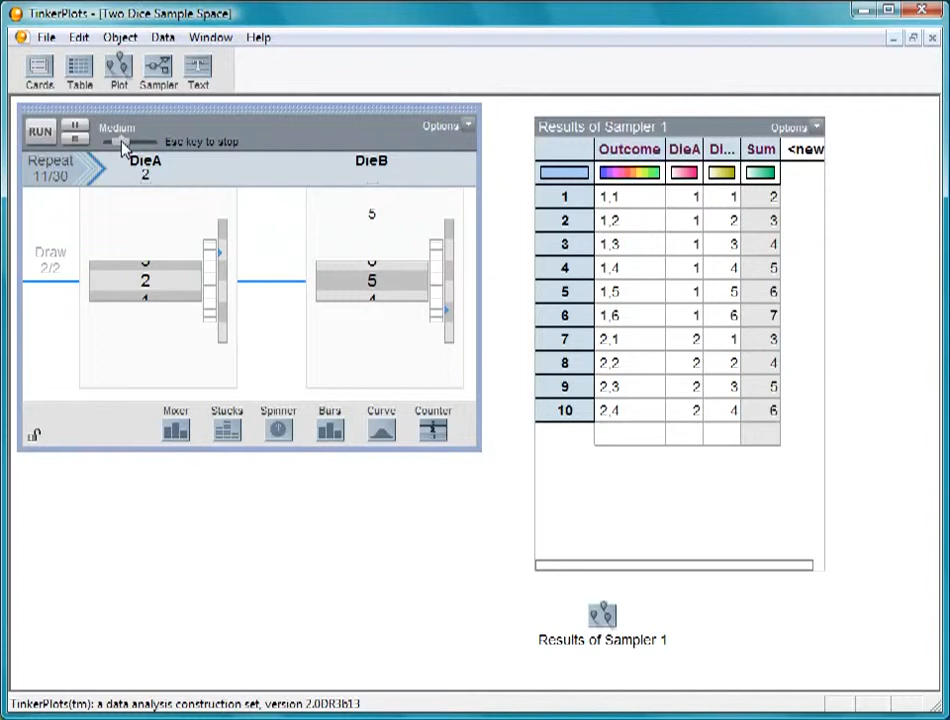 TinkerPlots - [Two Dice Sample Space]
File Edit Object Data Window Help
Cards Table Plot Sampler Text
RUN
Medium
Esc key to stop
Options
Repeat
11/30
DieA
2
DieB
5
Draw
2/2
2
5
4
4
Mixer Stacks Spinner Bars Curve Counter
Results of Sampler 1
Options
Outcome DieA Di... Sum <new
1 1,1 1 1 2
2 1,2 1 2 3
3 1,3 1 3 4
4 1,4 1 4 5
5 1,5 1 5 6
6 1,6 1 6 7
7 2,1 2 1 3
8 2,2 2 2 4
9 2,3 2 3 5
10 2,4 2 4 6
Results of Sampler 1
TinkerPlots(tm): a data analysis construction set, version 2.0DR3b13